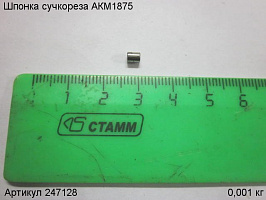 Шпонка сучкореза АКМ1875
1 2 3 4 5 6
СТАММ
Артикул 247128
0,001 кг